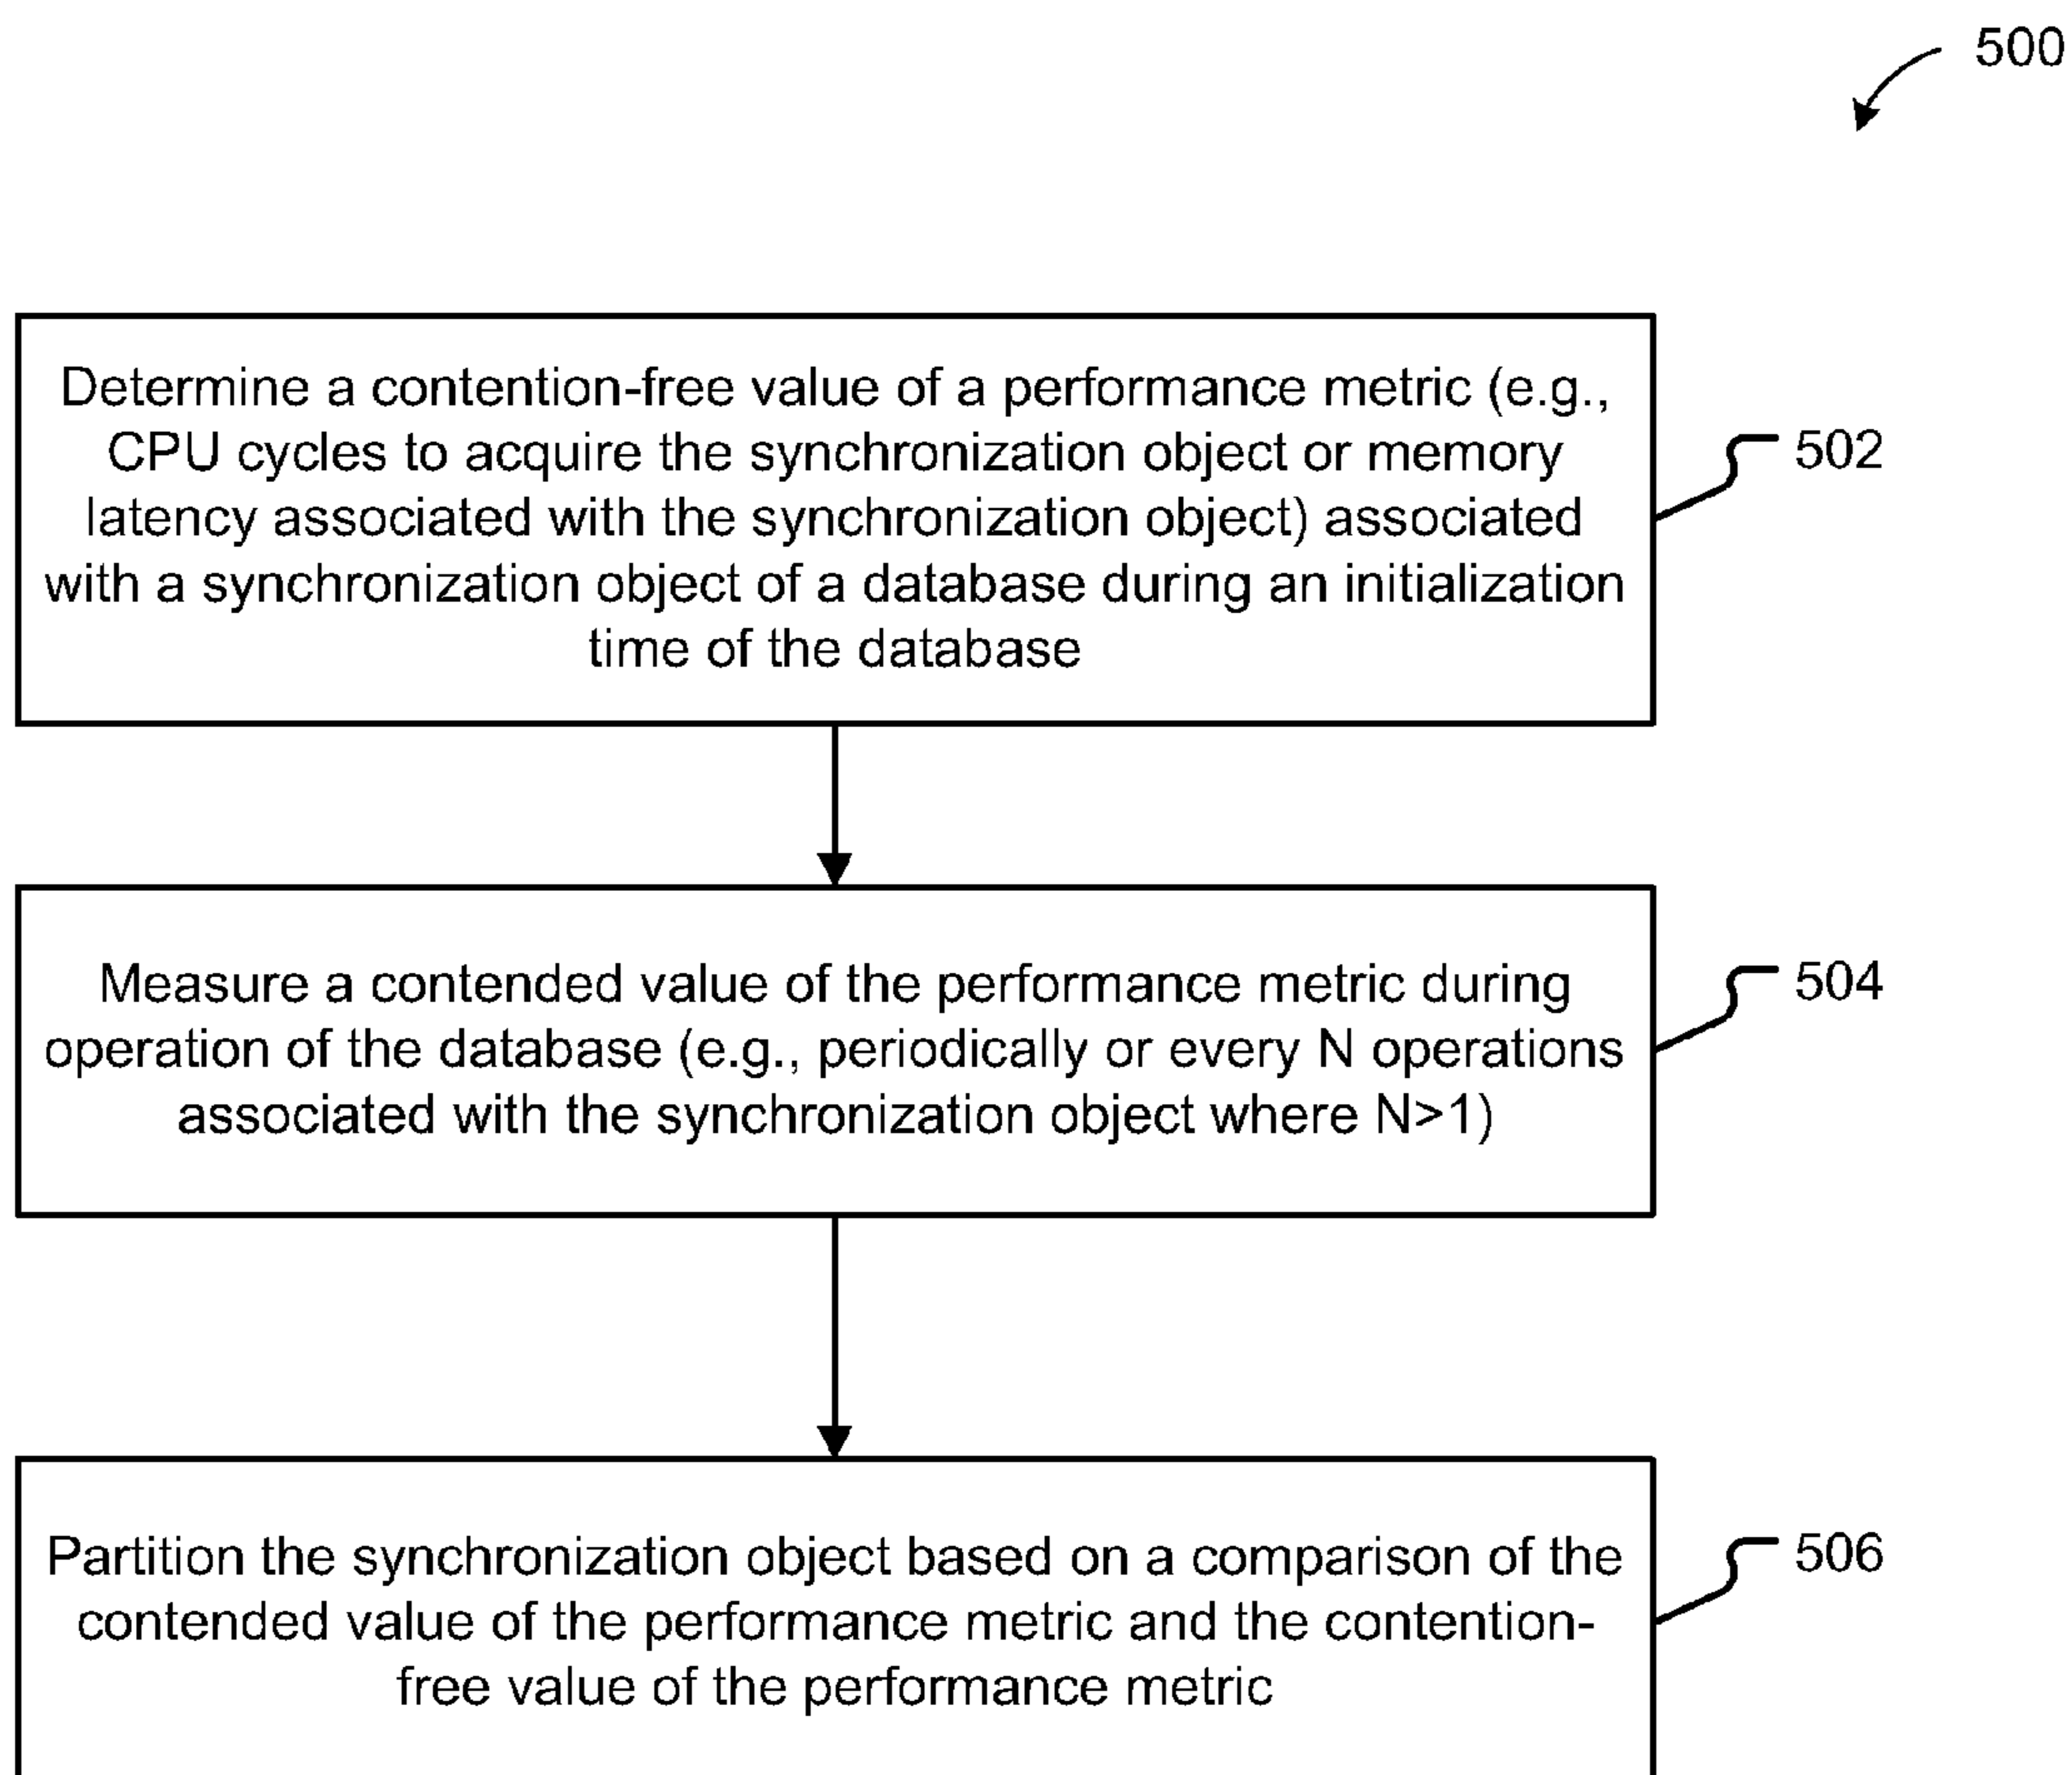 500
Determine a contention-free value of a performance metric (e.g.,
CPU cycles to acquire the synchronization object or memory
latency associated with the synchronization object) associated
with a synchronization object of a database during an initialization
time of the database
502
Measure a contended value of the performance metric during
operation of the database (e.g., periodically or every N operations
associated with the synchronization object where N>1)
504
Partition the synchronization object based on a comparison of the
contended value of the performance metric and the contention-
free value of the performance metric
506